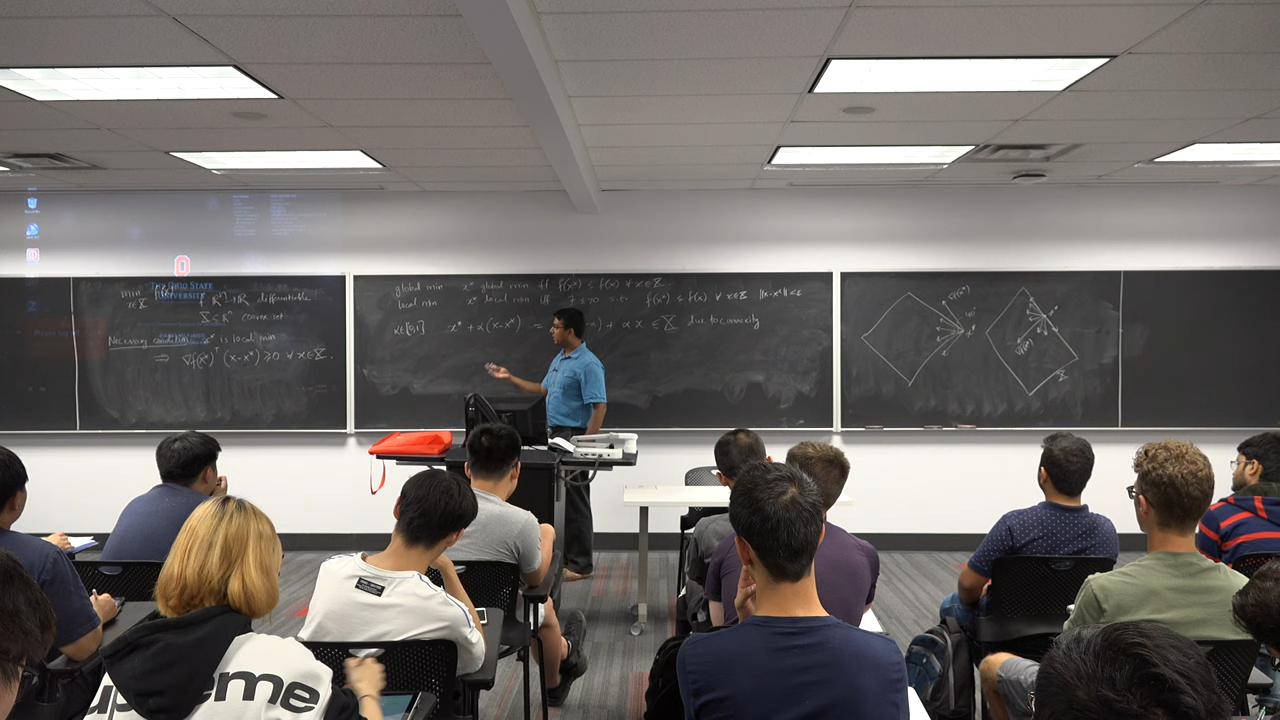 THE OHIO STATE
UNIVERSITY
min f(x)
x∈X
f: ℝⁿ→ℝ differentiable
X ⊆ ℝⁿ convex set
Necessary condition x* is local min
⇒ ∇f(x*)ᵀ (x-x*) ≥0 ∀ x∈X.
global min x* global min iff f(x*) ≤ f(x) ∀ x∈X.
local min x* local min iff ∃ ε>0 s.t. f(x*) ≤ f(x) ∀ x∈X ||x-x*||<ε
α∈[0,1] x* + α(x-x*) = x*) + αx ∈X due to convexity
∇f(x*)
x*
∇f(x*)
X
upreme